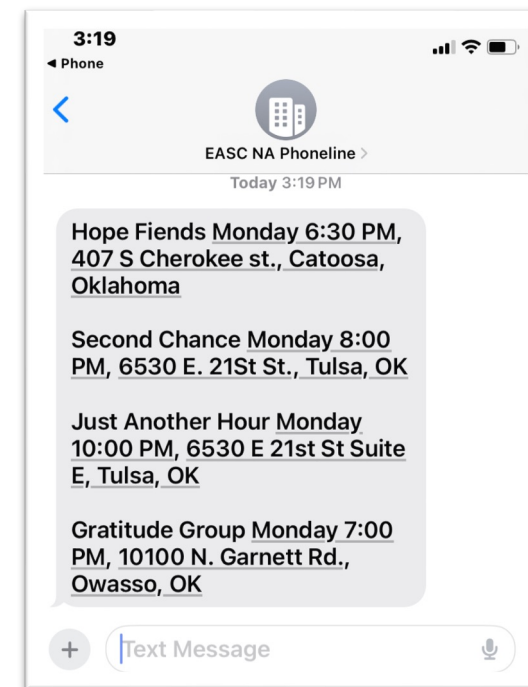 3:19
◀ Phone
EASC NA Phoneline >
Today 3:19 PM
Hope Fiends Monday 6:30 PM,
407 S Cherokee st., Catoosa,
Oklahoma
Second Chance Monday 8:00
PM, 6530 E. 21St St., Tulsa, OK
Just Another Hour Monday
10:00 PM, 6530 E 21st St Suite
E, Tulsa, OK
Gratitude Group Monday 7:00
PM, 10100 N. Garnett Rd.,
Owasso, OK
Text Message